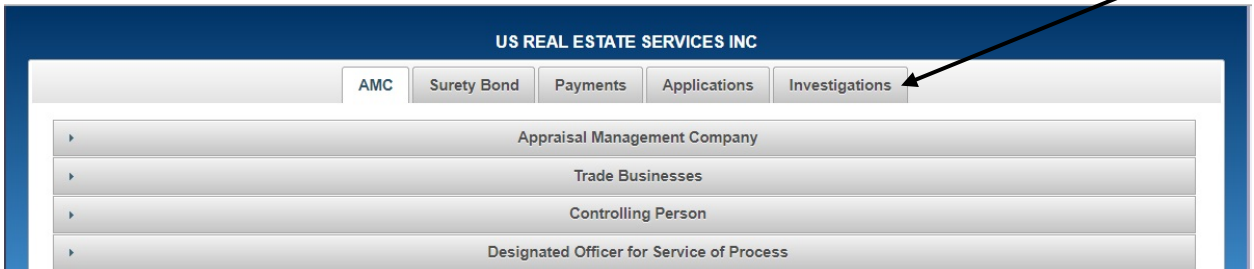 US REAL ESTATE SERVICES INC
AMC Surety Bond Payments Applications Investigations
Appraisal Management Company
Trade Businesses
Controlling Person
Designated Officer for Service of Process